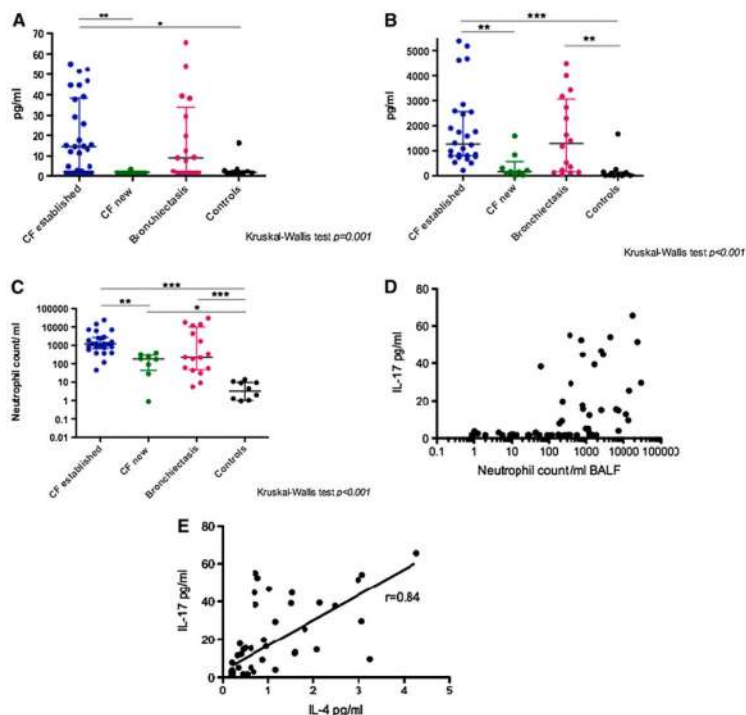 A
**
*
pg/ml
70
60
50
40
30
20
10
0
CF established
CF new
Bronchiectasis
Controls
Kruskal-Wallis test p=0.001
B
***
**
**
pg/ml
5000
4000
3000
2000
1000
0
CF established
CF new
Bronchiectasis
Controls
Kruskal-Wallis test p<0.001
C
***
***
**
*
Neutrophil count/ ml
100000
10000
1000
100
10
1
0.1
0.01
CF established
CF new
Bronchiectasis
Controls
Kruskal-Wallis test p<0.001
D
IL-17 pg/ml
80
60
40
20
0
0.1
1
10
100
1000
10000
100000
Neutrophil count/ml BALF
E
IL-17 pg/ml
80
60
40
20
0
r=0.84
0
1
2
3
4
5
IL-4 pg/ml